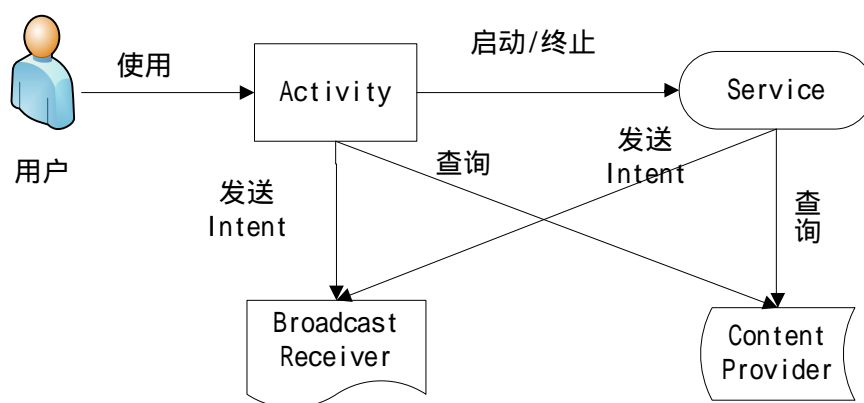 启动/终止
使用
Activity
Service
用户
发送
Intent
查询
发送
Intent
查
询
Broadcast
Receiver
Content
Provider